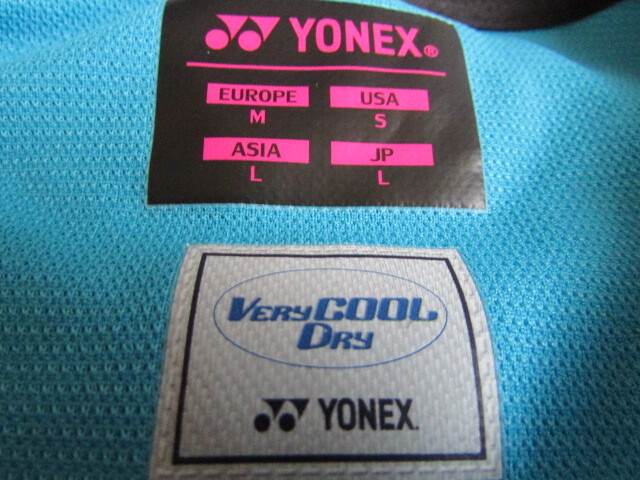 YONEX®
EUROPE USA
M S
ASIA JP
L L
VERY COOL
DRY
YONEX.